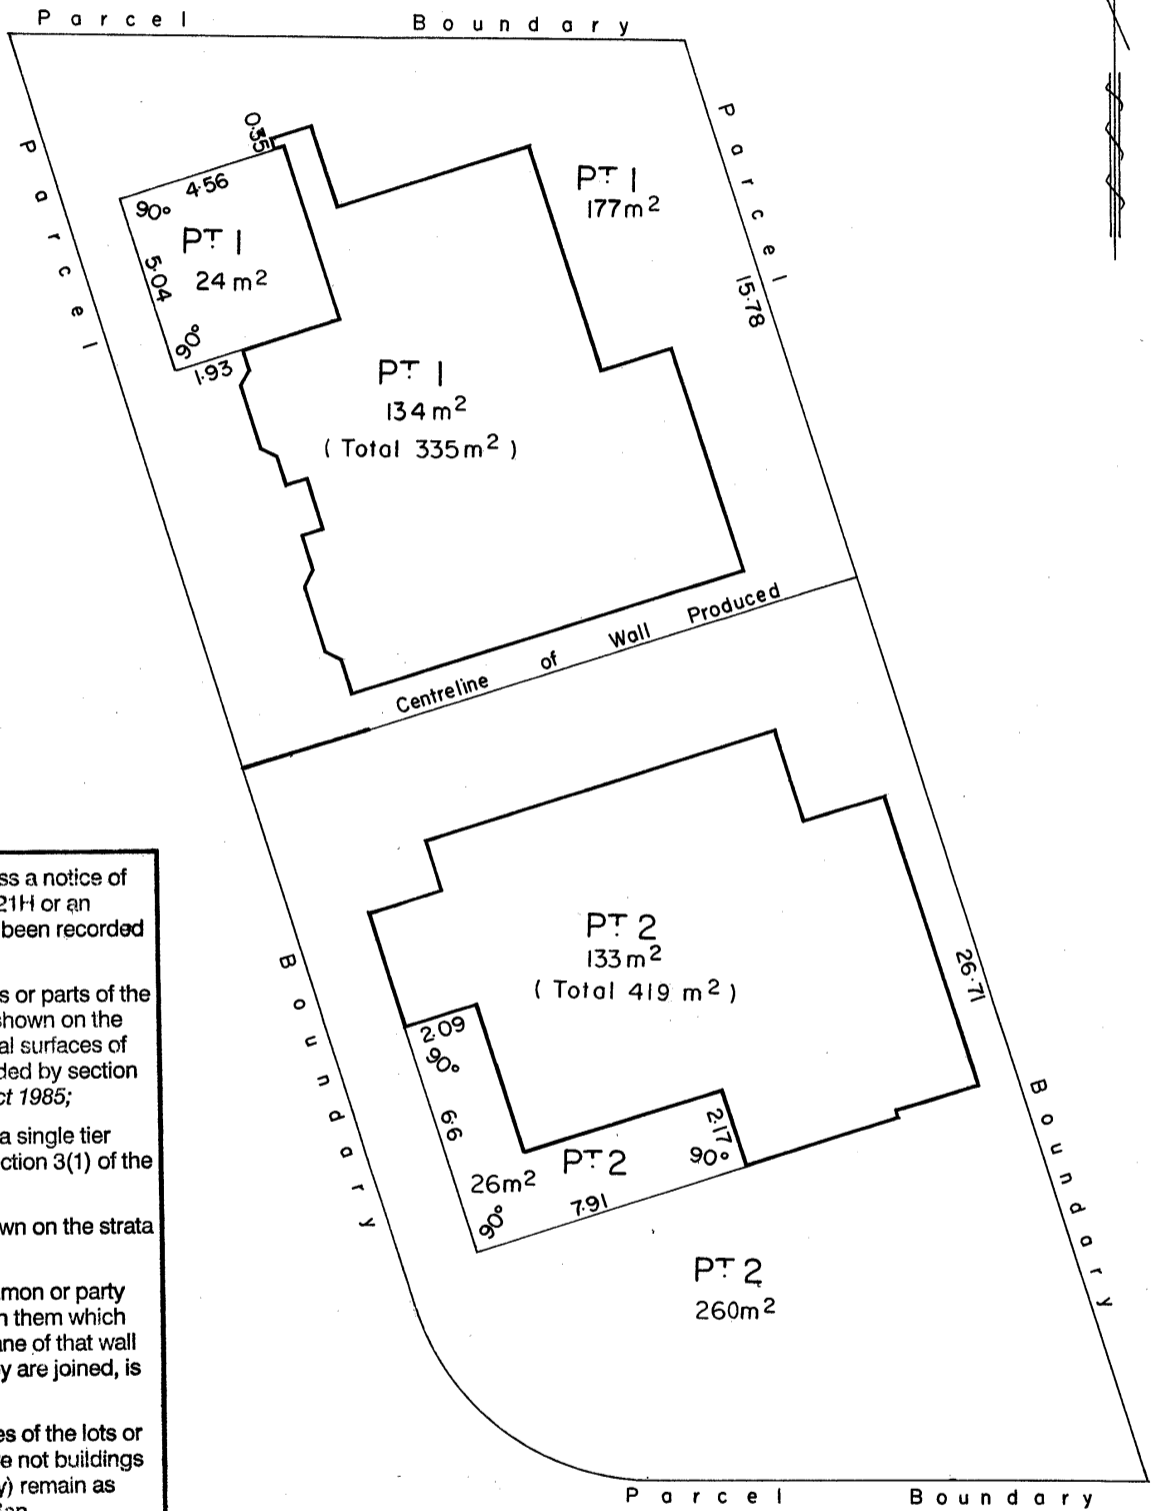 Parcel Boundary
Parcel
Parcel
0.35
4.56
90°
PT 1
24 m²
5.04
90°
1.93
PT 1
177m²
15.78
PT 1
134 m²
( Total 335m² )
Centreline of Wall Produced
ss a notice of
21H or an
been recorded
s or parts of the
shown on the
al surfaces of
ded by section
ct 1985;
a single tier
ction 3(1) of the
wn on the strata
mon or party
n them which
ane of that wall
y are joined, is
es of the lots or
re not buildings
y) remain as
Boundary
PT 2
133 m²
( Total 419 m² )
26.71
2.09
90°
6.6
26m²
PT 2
2.17
90°
90°
7.91
PT 2
260m²
Boundary
Parcel Boundary